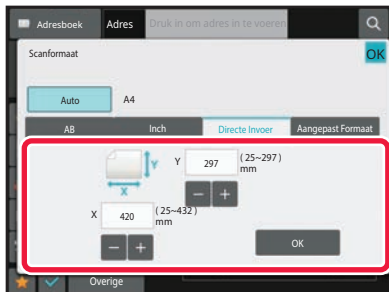 Adresboek Adres Druk in om adres in te voeren
Scanformaat OK
Auto A4
AB Inch Directe Invoer Aangepast Formaat
Y Y 297 (25~297) mm
X
X 420 (25~432) mm
OK
Overige